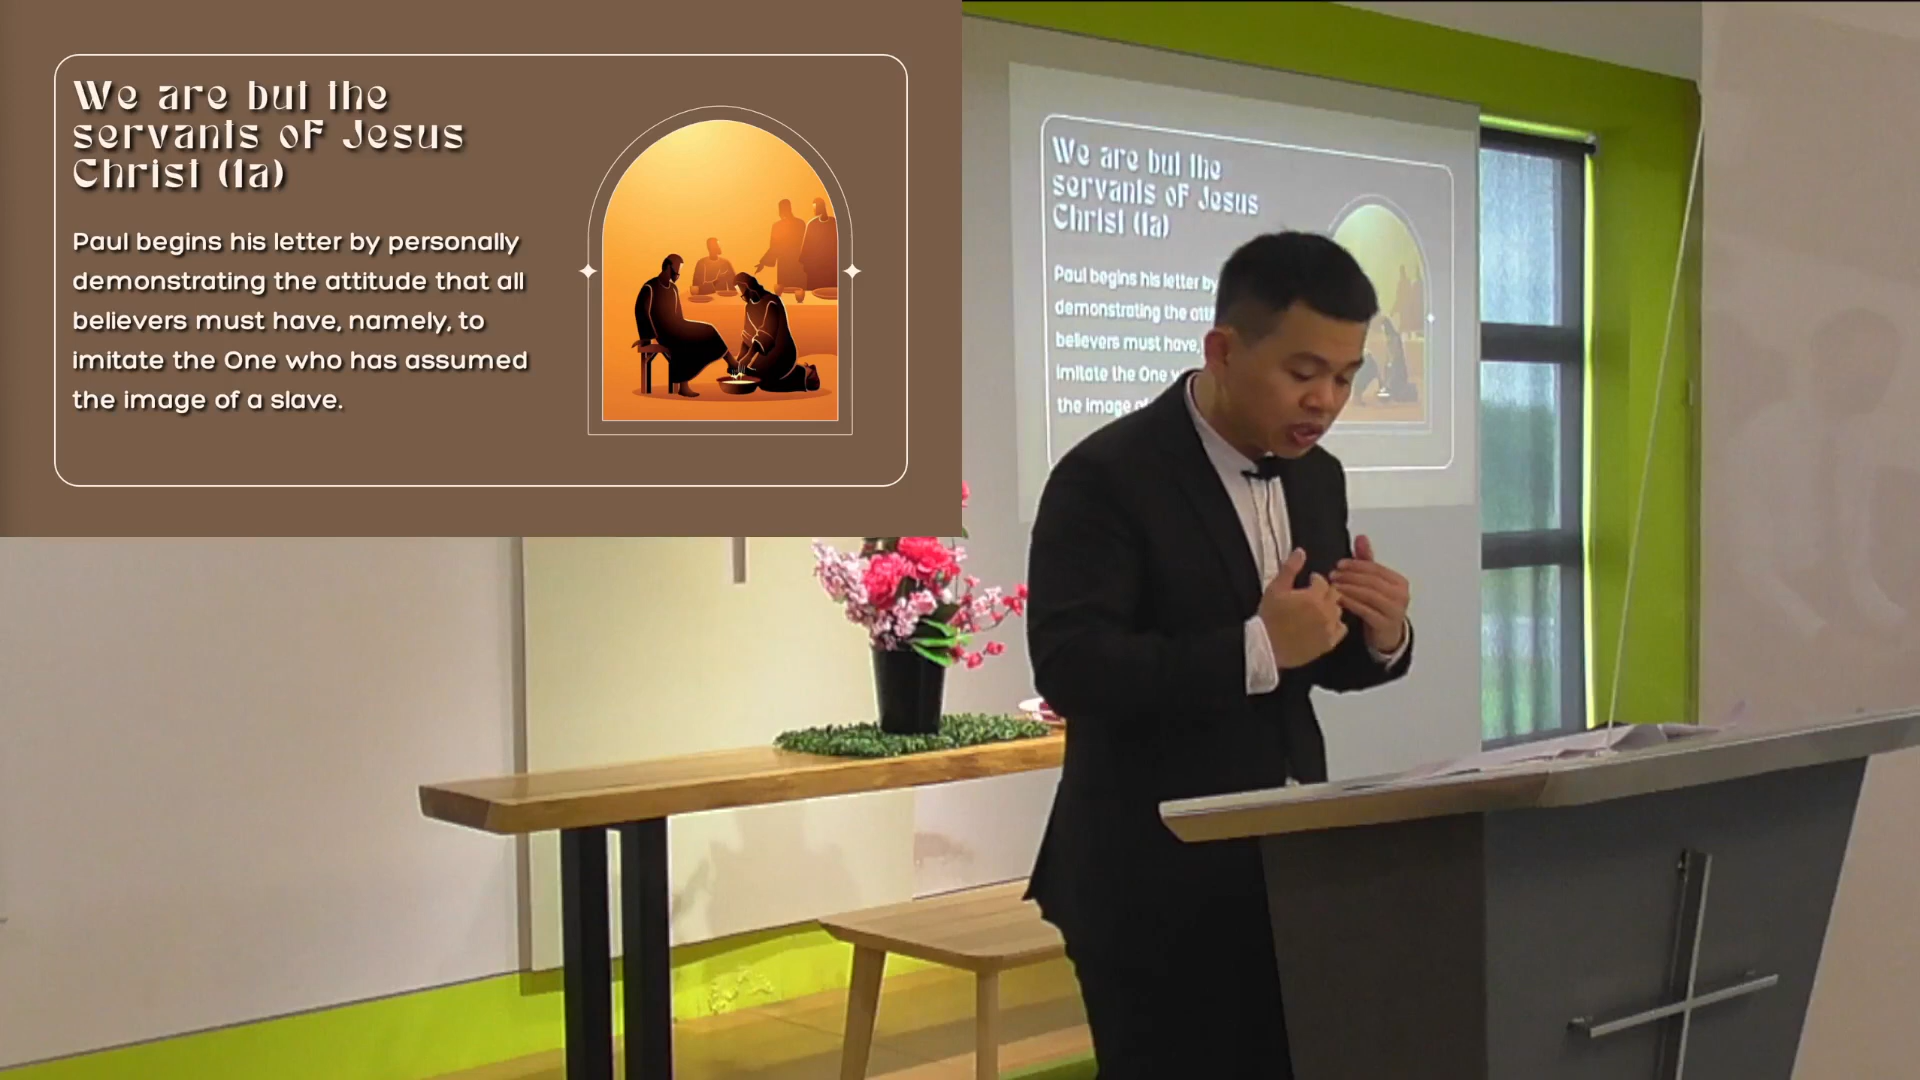 We are but the
servants of Jesus
Christ (1a)
Paul begins his letter by personally
demonstrating the attitude that all
believers must have, namely, to
imitate the One who has assumed
the image of a slave.
We are but the
servants of Jesus
Christ (1a)
Paul begins his letter by
demonstrating the
believers must have,
imitate the One
the image